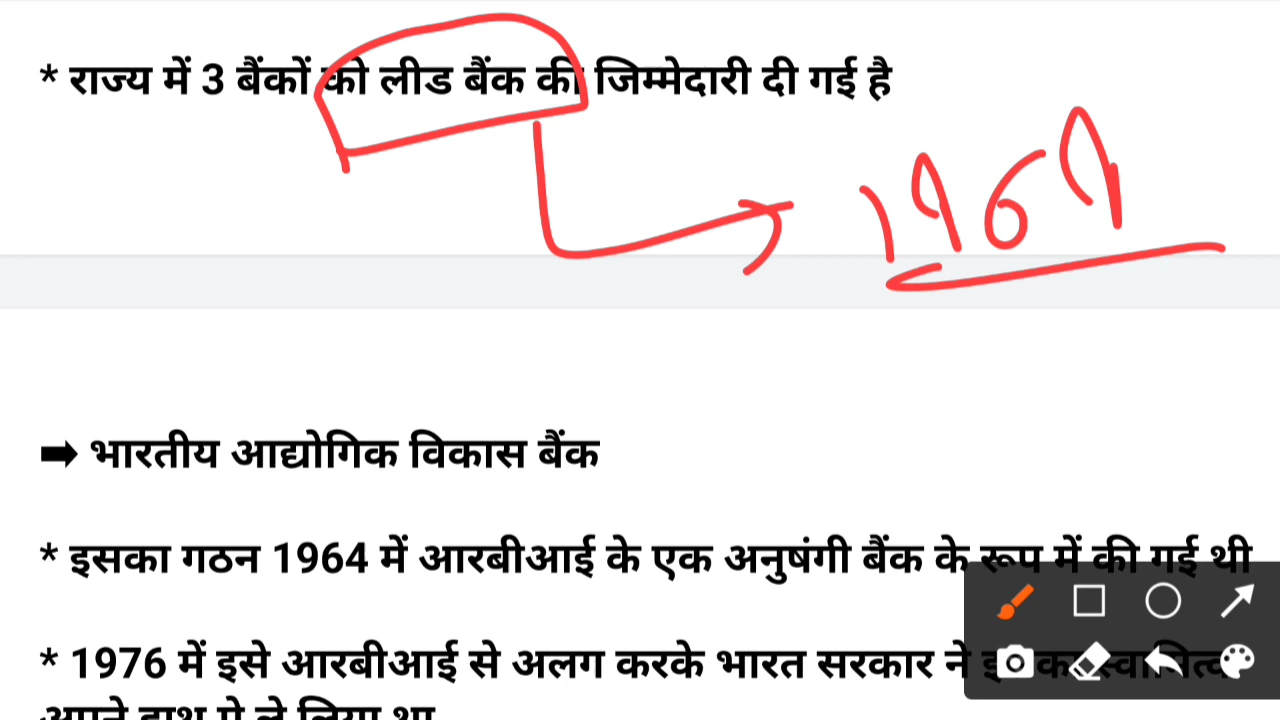 * राज्य में 3 बैंकों को लीड बैंक की जिम्मेदारी दी गई है
1969
➡ भारतीय आद्योगिक विकास बैंक
* इसका गठन 1964 में आरबीआई के एक अनुषंगी बैंक के रूप में की गई थी
* 1976 में इसे आरबीआई से अलग करके भारत सरकार ने
अपने हाथ मे ले लिया था